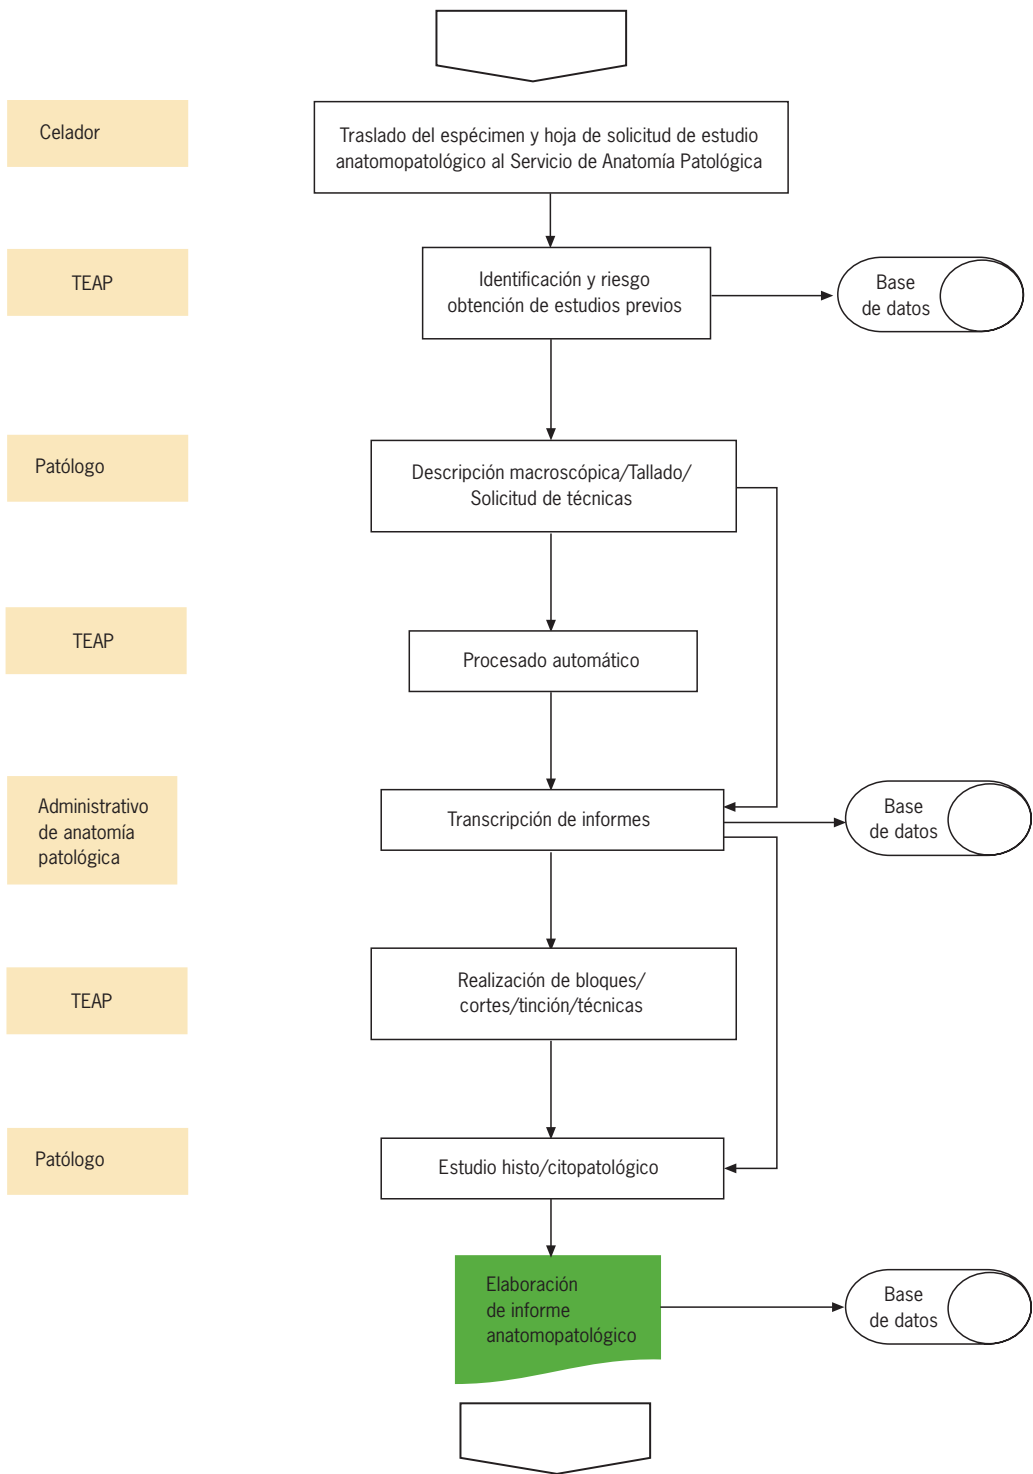 Celador
Traslado del espécimen y hoja de solicitud de estudio
anatomopatológico al Servicio de Anatomía Patológica
TEAP
Identificación y riesgo
obtención de estudios previos
Base
de datos
Patólogo
Descripción macroscópica/Tallado/
Solicitud de técnicas
TEAP
Procesado automático
Administrativo
de anatomía
patológica
Transcripción de informes
Base
de datos
TEAP
Realización de bloques/
cortes/tinción/técnicas
Patólogo
Estudio histo/citopatológico
Elaboración
de informe
anatomopatológico
Base
de datos